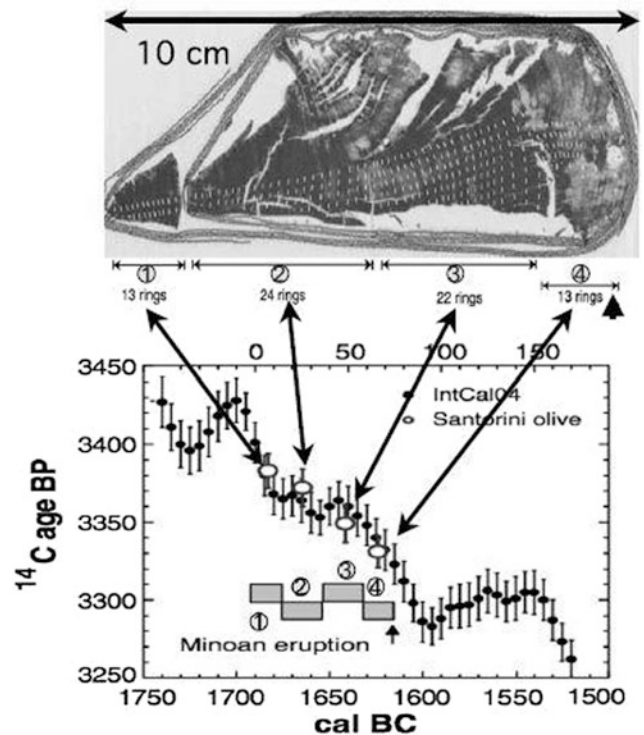 10 cm
① ② ③ ④
13 rings 24 rings 22 rings 13 rings
0 50 100 150
3450
IntCal04
Santorini olive
3400
3350
3300
3250
¹⁴C age BP
③
② ④
①
Minoan eruption
1750 1700 1650 1600 1550 1500
cal BC